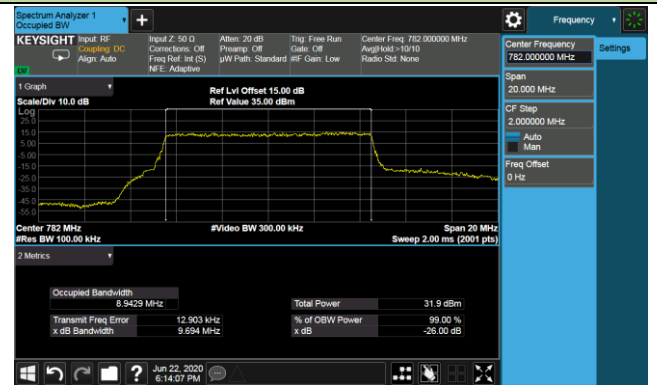 Spectrum Analyzer 1
Occupied BW
Frequency
KEYSIGHT
Input: RF
Coupling: DC
Align: Auto
Input Z: 50 Ω
Corrections: Off
Freq Ref: Int (S)
NFE: Adaptive
Atten: 20 dB
Preamp: Off
µW Path: Standard
Trig: Free Run
Gate: Off
#IF Gain: Low
Center Freq: 782.000000 MHz
Avg|Hold:>10/10
Radio Std: None
Center Frequency
782.000000 MHz
Settings
Span
20.000 MHz
CF Step
2.000000 MHz
Auto
Man
Freq Offset
0 Hz
1 Graph
Scale/Div 10.0 dB
Ref Lvl Offset 15.00 dB
Ref Value 35.00 dBm
Log
25.0
15.0
5.00
-5.00
-15.0
-25.0
-35.0
-45.0
-55.0
Center 782 MHz
#Res BW 100.00 kHz
#Video BW 300.00 kHz
Span 20 MHz
Sweep 2.00 ms (2001 pts)
2 Metrics
Occupied Bandwidth
8.9429 MHz
Total Power 31.9 dBm
Transmit Freq Error 12.903 kHz
% of OBW Power 99.00 %
x dB Bandwidth 9.694 MHz
x dB -26.00 dB
?
Jun 22, 2020
6:14:07 PM